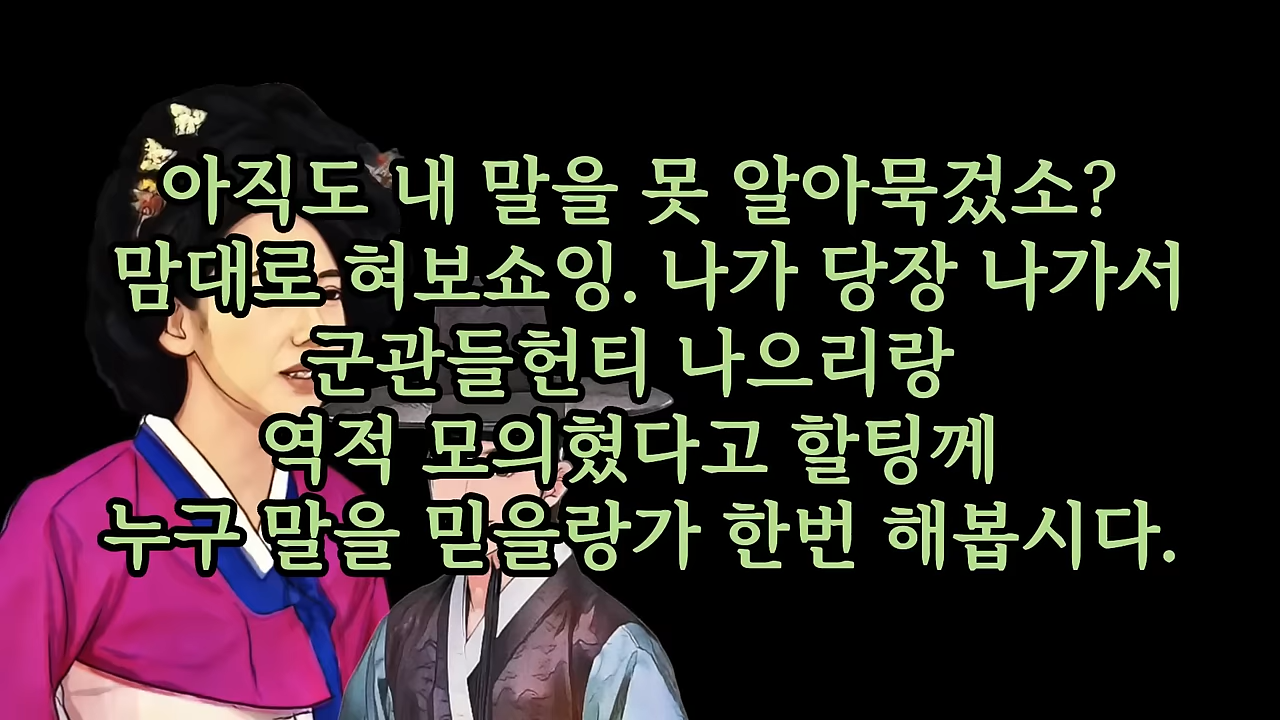 아직도 내 말을 못 알아묵겄소?
맘대로 혀보쇼잉. 나가 당장 나가서
군관들헌티 나으리랑
역적 모의혔다고 할팅께
누구 말을 믿을랑가 한번 해봅시다.